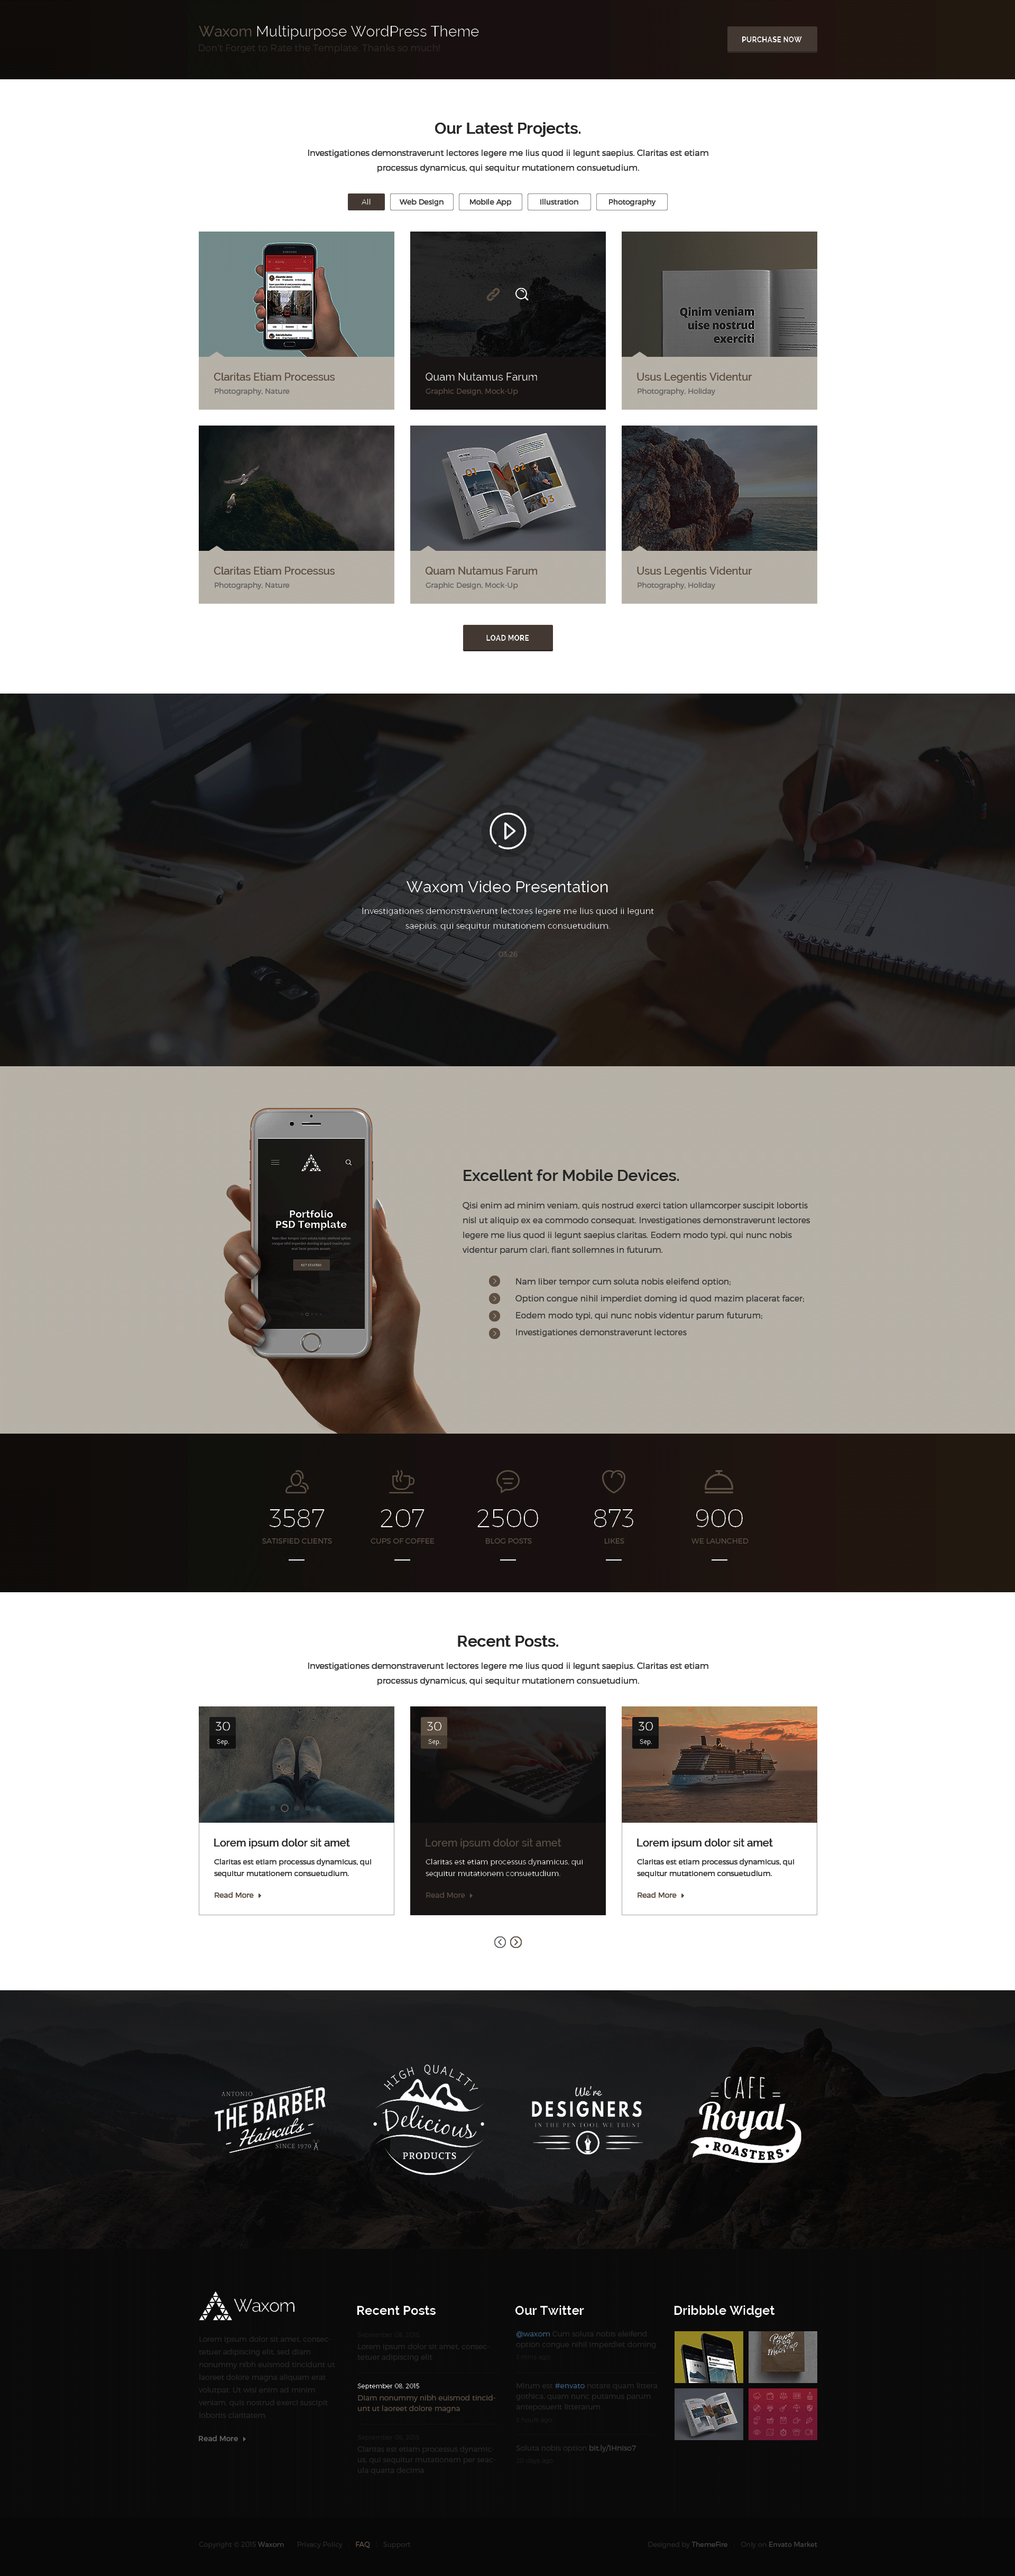 Waxom Multipurpose WordPress Theme
Don't Forget to Rate the Template. Thanks so much!
PURCHASE NOW
Our Latest Projects.
Investigationes demonstraverunt lectores legere me lius quod ii legunt saepius. Claritas est etiam
processus dynamicus, qui sequitur mutationem consuetudium.
All
Web Design
Mobile App
Illustration
Photography
Qinim veniam
uise nostrud
exerciti
Claritas Etiam Processus
Photography, Nature
Quam Nutamus Farum
Graphic Design, Mock-Up
Usus Legentis Videntur
Photography, Holiday
01
02
03
Claritas Etiam Processus
Photography, Nature
Quam Nutamus Farum
Graphic Design, Mock-Up
Usus Legentis Videntur
Photography, Holiday
LOAD MORE
Waxom Video Presentation
Investigationes demonstraverunt lectores legere me lius quod ii legunt
saepius, qui sequitur mutationem consuetudium.
03:26
Portfolio
PSD Template
Excellent for Mobile Devices.
Qisi enim ad minim veniam, quis nostrud exerci tation ullamcorper suscipit lobortis
nisl ut aliquip ex ea commodo consequat. Investigationes demonstraverunt lectores
legere me lius quod ii legunt saepius claritas. Eodem modo typi, qui nunc nobis
videntur parum clari, fiant sollemnes in futurum.
Nam liber tempor cum soluta nobis eleifend option;
Option congue nihil imperdiet doming id quod mazim placerat facer;
Eodem modo typi, qui nunc nobis videntur parum futurum;
Investigationes demonstraverunt lectores
3587
SATISFIED CLIENTS
207
CUPS OF COFFEE
2500
BLOG POSTS
873
LIKES
900
WE LAUNCHED
Recent Posts.
Investigationes demonstraverunt lectores legere me lius quod ii legunt saepius. Claritas est etiam
processus dynamicus, qui sequitur mutationem consuetudium.
30
Sep.
Lorem ipsum dolor sit amet
Claritas est etiam processus dynamicus, qui
sequitur mutationem consuetudium.
Read More
30
Sep.
Lorem ipsum dolor sit amet
Claritas est etiam processus dynamicus, qui
sequitur mutationem consuetudium.
Read More
30
Sep.
Lorem ipsum dolor sit amet
Claritas est etiam processus dynamicus, qui
sequitur mutationem consuetudium.
Read More
ANTONIO
THE BARBER
- Haircuts -
SINCE 1970
HIGH QUALITY
Delicious
PRODUCTS
We're
DESIGNERS
IN THE PEN TOOL WE TRUST
CAFE
Royal
ROASTERS
Waxom
Lorem ipsum dolor sit amet, consec-
tetuer adipiscing elit, sed diam
nonummy nibh euismod tincidunt ut
laoreet dolore magna aliquam erat
volutpat. Ut wisi enim ad minim
veniam, quis nostrud exerci suscipit
lobortis claritatem.
Read More
Recent Posts
Lorem ipsum dolor sit amet, consec-
tetuer adipiscing elit
September 08, 2015
Diam nonummy nibh euismod tincid-
unt ut laoreet dolore magna
Claritas est etiam processus dynamic-
us, qui sequitur mutationem per seac-
ula quarta decima
Our Twitter
@waxom Cum soluta nobis eleifend
option congue nihil imperdiet doming
Mirum est #envato notare quam littera
gothica, quam nunc putamus parum
anteposuerit litterarum
Soluta nobis option bit.ly/1Hniso7
Dribbble Widget
Copyright © 2015 Waxom
Privacy Policy
FAQ
Support
Designed by ThemeFire
Only on Envato Market